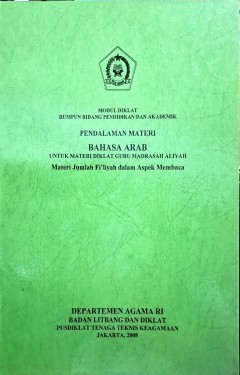 MODUL DIKLAT
RUMPUN BIDANG PENDIDIKAN DAN AKADEMIK
PENDALAMAN MATERI
BAHASA ARAB
UNTUK MATERI DIKLAT GURU MADRASAH ALIYAH
Materi Jumlah Fi'liyah dalam Aspek Membaca
DEPARTEMEN AGAMA RI
BADAN LITBANG DAN DIKLAT
PUSDIKLAT TENAGA TEKNIS KEAGAMAAN
JAKARTA, 2008